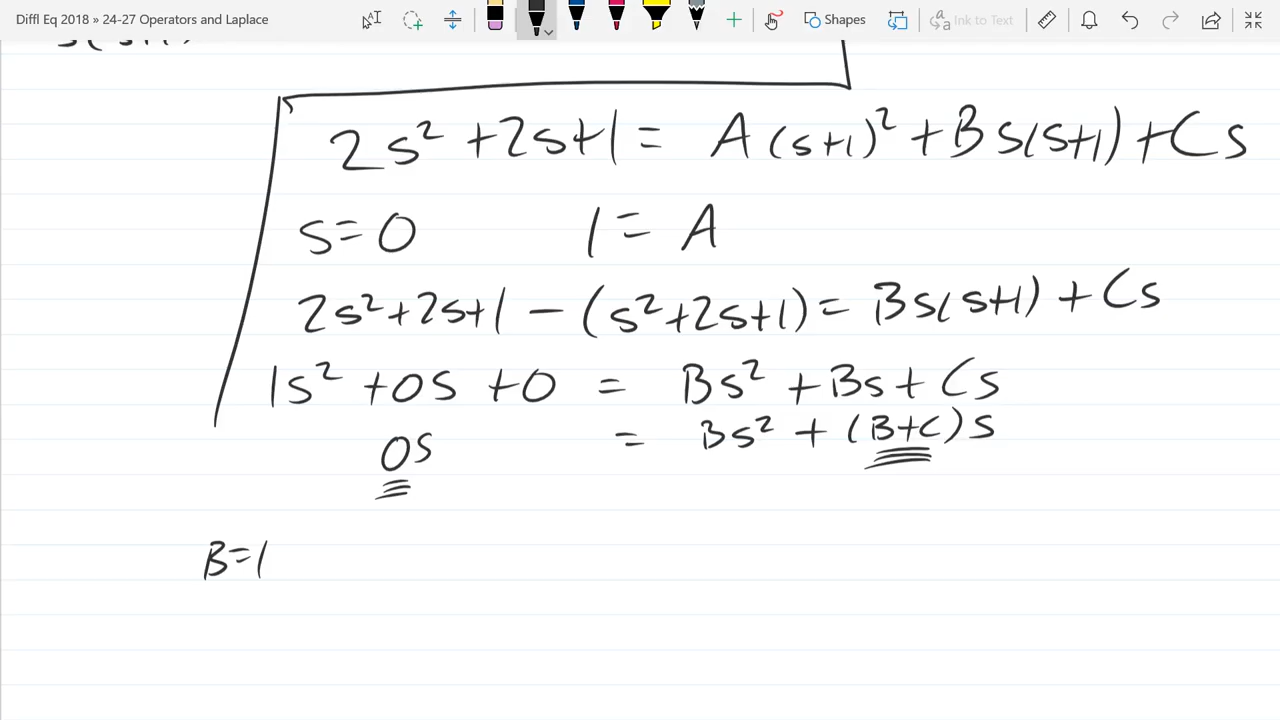 Diffl Eq 2018 » 24-27 Operators and Laplace
Shapes
Ink to Text
s(s+1)
2s² + 2s + 1 = A(s+1)² + Bs(s+1) + Cs
s = 0 1 = A
2s² + 2s + 1 − (s² + 2s + 1) = Bs(s+1) + Cs
1s² + 0s + 0 = Bs² + Bs + Cs
0s = Bs² + (B+C)s
B = 1